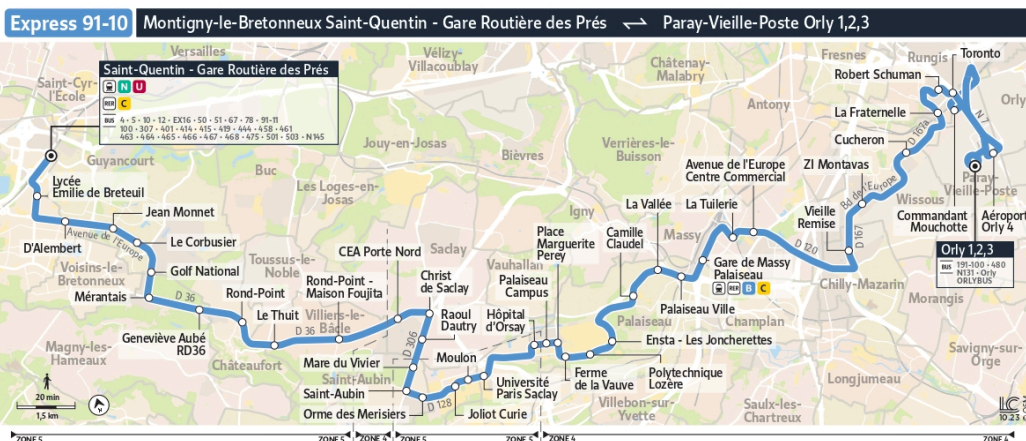 Express 91-10
Montigny-le-Bretonneux Saint-Quentin - Gare Routière des Prés ⇌ Paray-Vieille-Poste Orly 1,2,3
Versailles
Vélizy-
Villacoublay
Châtenay-
Malabry
Fresnes
Rungis
Toronto
Saint-Cyr-
l'École
Saint-Quentin - Gare Routière des Prés
N U
RER C
BUS 4 • 5 • 10 • 12 • EX16 • 50 • 51 • 67 • 78 • 91-11
100 • 307 • 401 • 414 • 415 • 419 • 444 • 458 • 461
463 • 464 • 465 • 466 • 467 • 468 • 475 • 501 • 503 • N145
Robert Schuman
Orly
Antony
La Fraternelle
N 7
D 167a
Cucheron
Jouy-en-Josas
Bièvres
Verrières-le-
Buisson
Guyancourt
Buc
Avenue de l'Europe
Centre Commercial
ZI Montavas
Bd de l'Europe
Paray-
Vieille-Poste
Lycée
Emilie de Breteuil
Les Loges-en-
Josas
Igny
La Vallée
La Tuilerie
Wissous
Jean Monnet
Vieille
Remise
Commandant
Mouchotte
Aéroport
Orly 4
Avenue de l'Europe
D'Alembert
Le Corbusier
Place
Marguerite
Perey
Camille
Claudel
Massy
D 120
D 167
Orly 1,2,3
BUS 191-100 • 480
N131 • Orly
ORLYBUS
CEA Porte Nord
Saclay
Voisins-le-
Bretonneux
Golf National
Toussus-le-
Noble
Vauhallan
Gare de Massy
Palaiseau
RER B C
Christ
de Saclay
Palaiseau
Campus
Chilly-Mazarin
Mérantais
D 36
Rond-Point
Rond-Point -
Maison Foujita
Morangis
Palaiseau Ville
Le Thuit
Villiers-le-
Bâcle
Raoul
Dautry
Hôpital
d'Orsay
Palaiseau
Champlan
Geneviève Aubé
RD36
D 36
D 306
Ensta - Les Joncherettes
Magny-les-
Hameaux
Châteaufort
Mare du Vivier
Moulon
Savigny-sur-
Orge
Saint-Aubin
Ferme
de la Vauve
Polytechnique
Lozère
Longjumeau
Saint-Aubin
Université
Paris Saclay
20 min
1,5 km
D 128
Orme des Merisiers
Joliot Curie
Villebon-sur-
Yvette
Saulx-les-
Chartreux
LC
10.23
ZONE 5
ZONE 5
ZONE 4
ZONE 5
ZONE 5
ZONE 4
ZONE 4